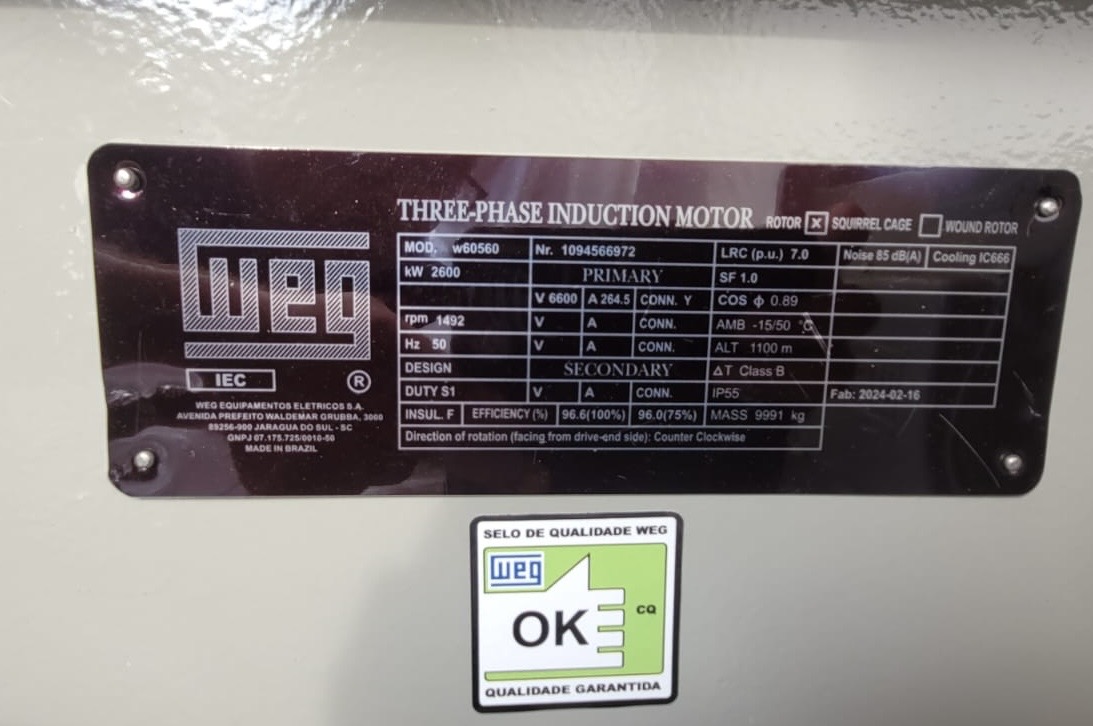 THREE-PHASE INDUCTION MOTOR ROTOR X SQUIRREL CAGE WOUND ROTOR
MOD. w60560 Nr. 1094566972 LRC (p.u.) 7.0 Noise 85 dB(A) Cooling IC666
kW 2600 PRIMARY SF 1.0
V 6600 A 264.5 CONN. Y COS ϕ 0.89
rpm 1492 V A CONN. AMB -15/50 °C
Hz 50 V A CONN. ALT 1100 m
DESIGN SECONDARY ΔT Class B
DUTY S1 V A CONN. IP55 Fab: 2024-02-16
INSUL. F EFFICIENCY (%) 96.6(100%) 96.0(75%) MASS 9991 kg
Direction of rotation (facing from drive-end side): Counter Clockwise
weg
IEC ®
WEG EQUIPAMENTOS ELETRICOS S.A.
AVENIDA PREFEITO WALDEMAR GRUBBA, 3000
89256-900 JARAGUA DO SUL - SC
GNPJ 07.175.725/0010-50
MADE IN BRAZIL
SELO DE QUALIDADE WEG
weg
OK CQ
QUALIDADE GARANTIDA